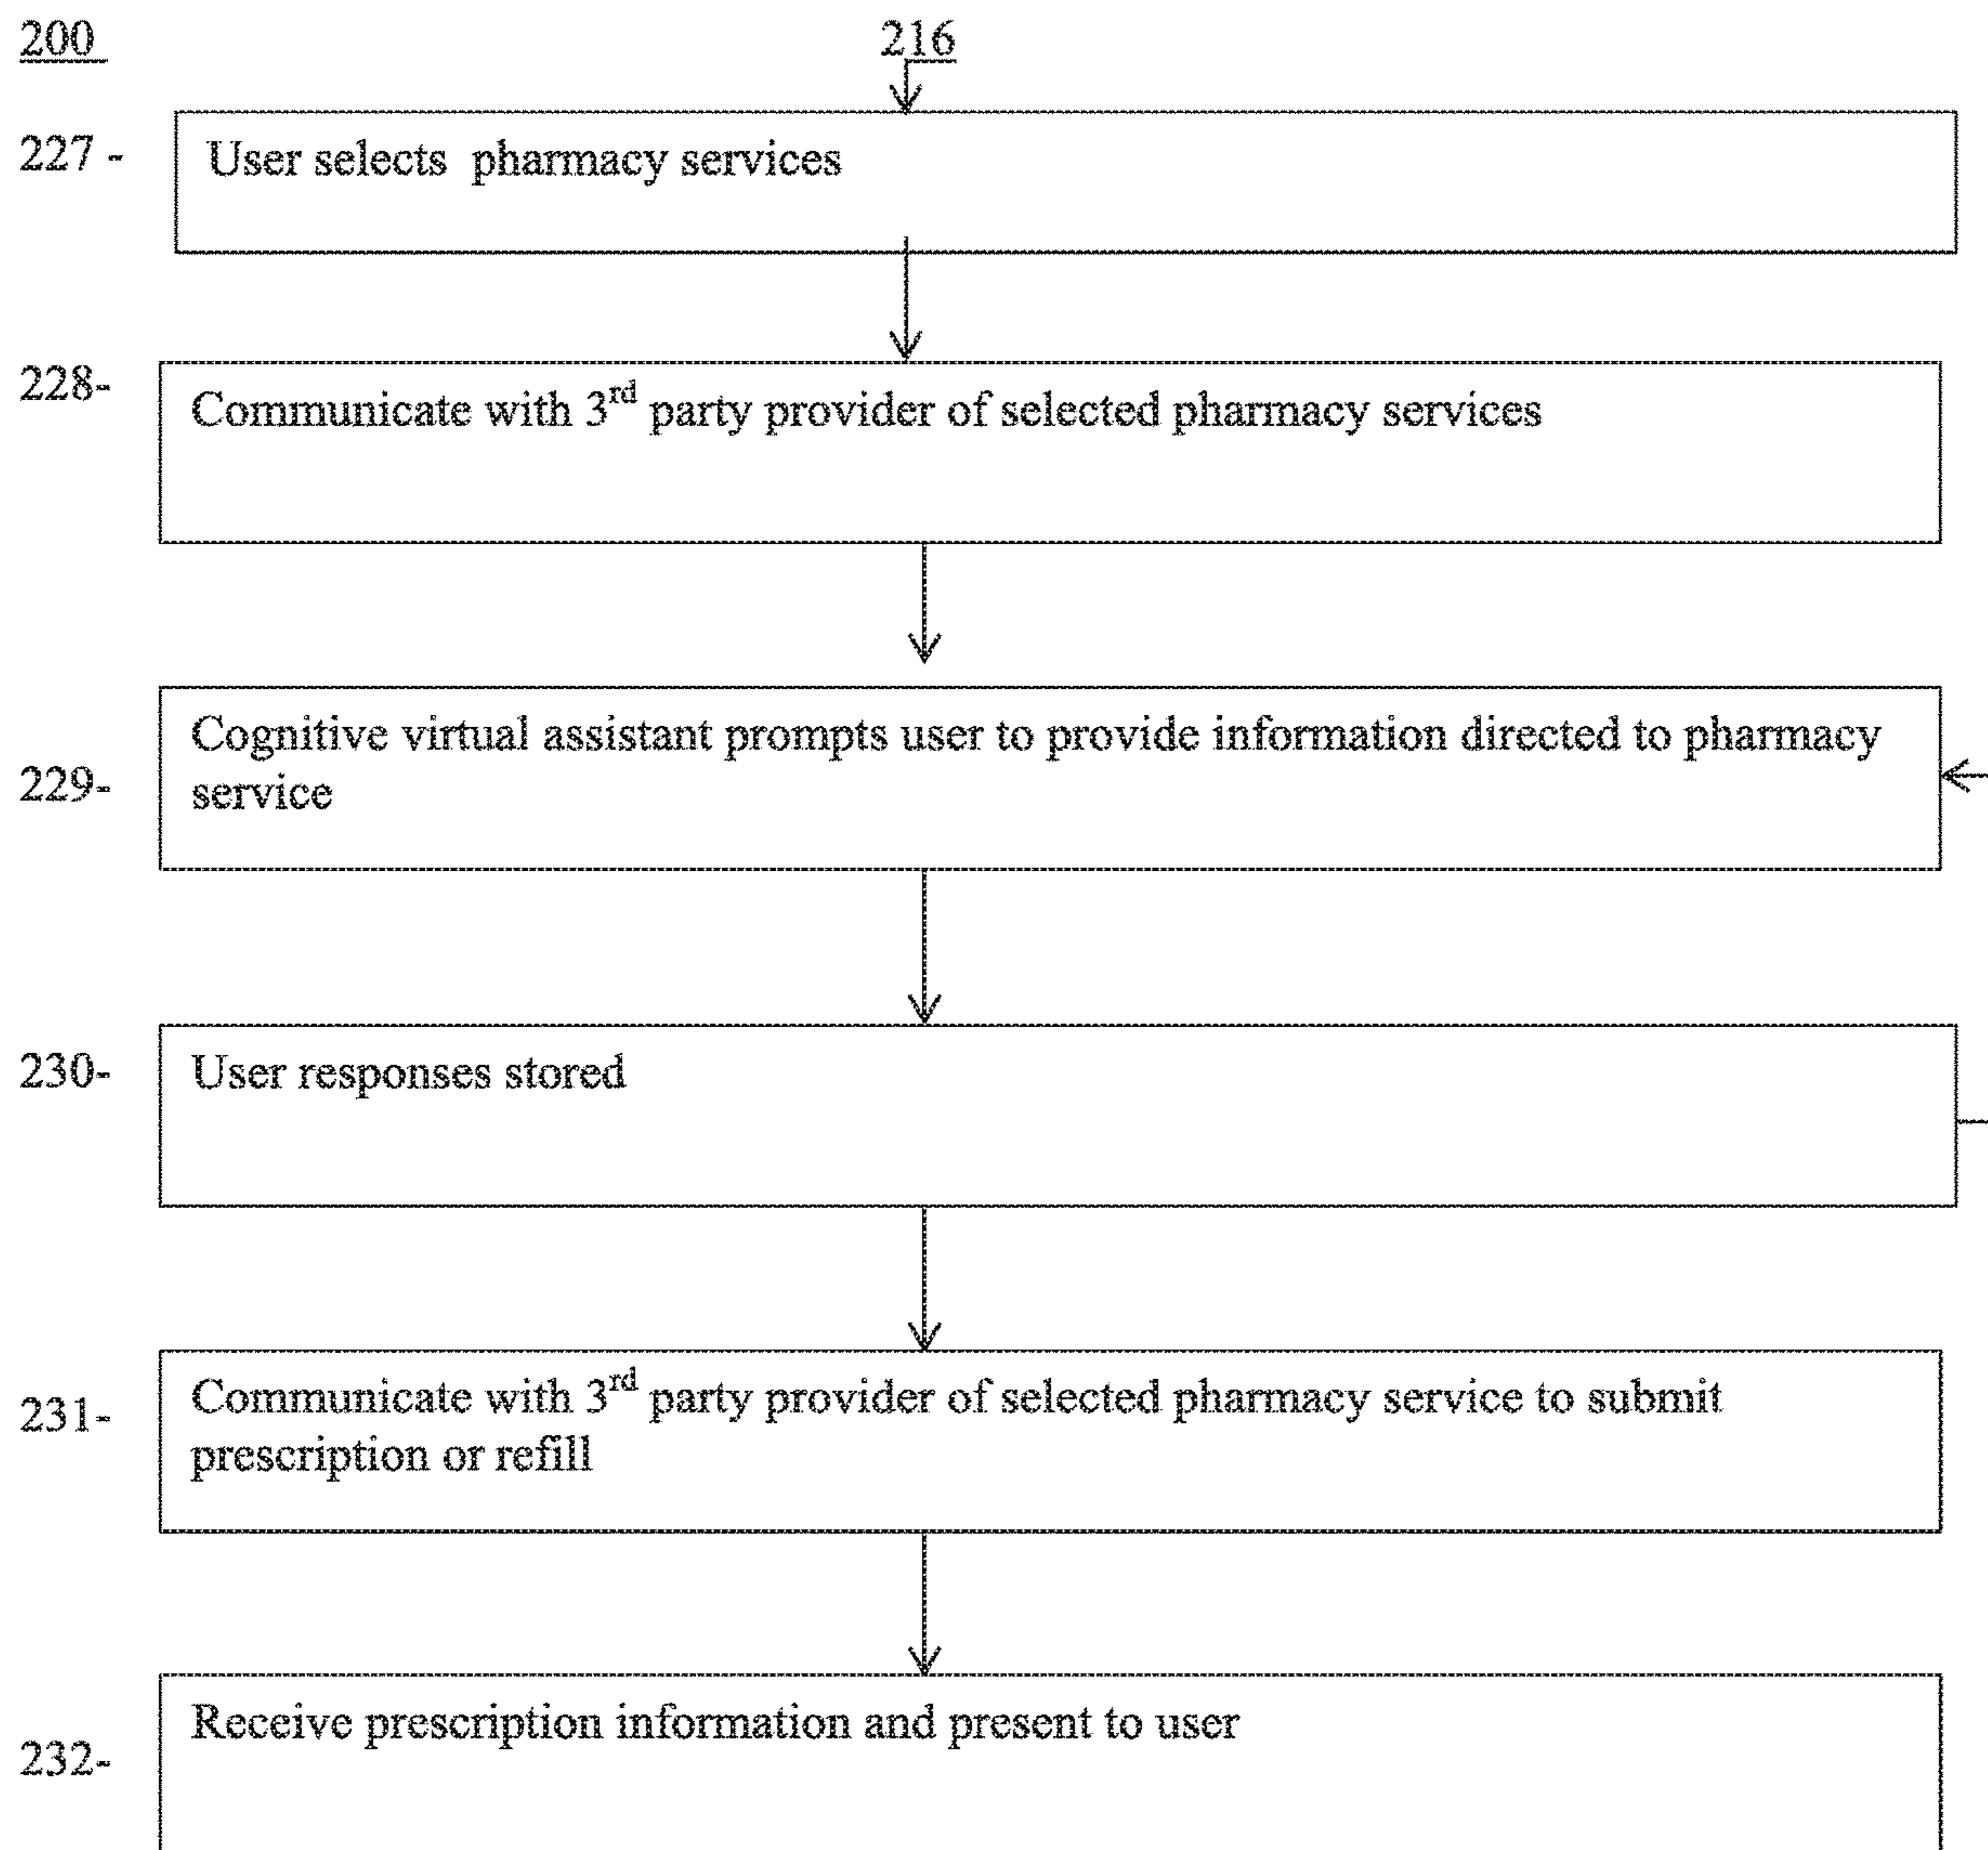 200
216
227 -
User selects pharmacy services
228-
Communicate with 3rd party provider of selected pharmacy services
Cognitive virtual assistant prompts user to provide information directed to pharmacy
229-
service
230-
User responses stored
Communicate with 3rd party provider of selected pharmacy service to submit
231-
prescription or refill
Receive prescription information and present to user
232-